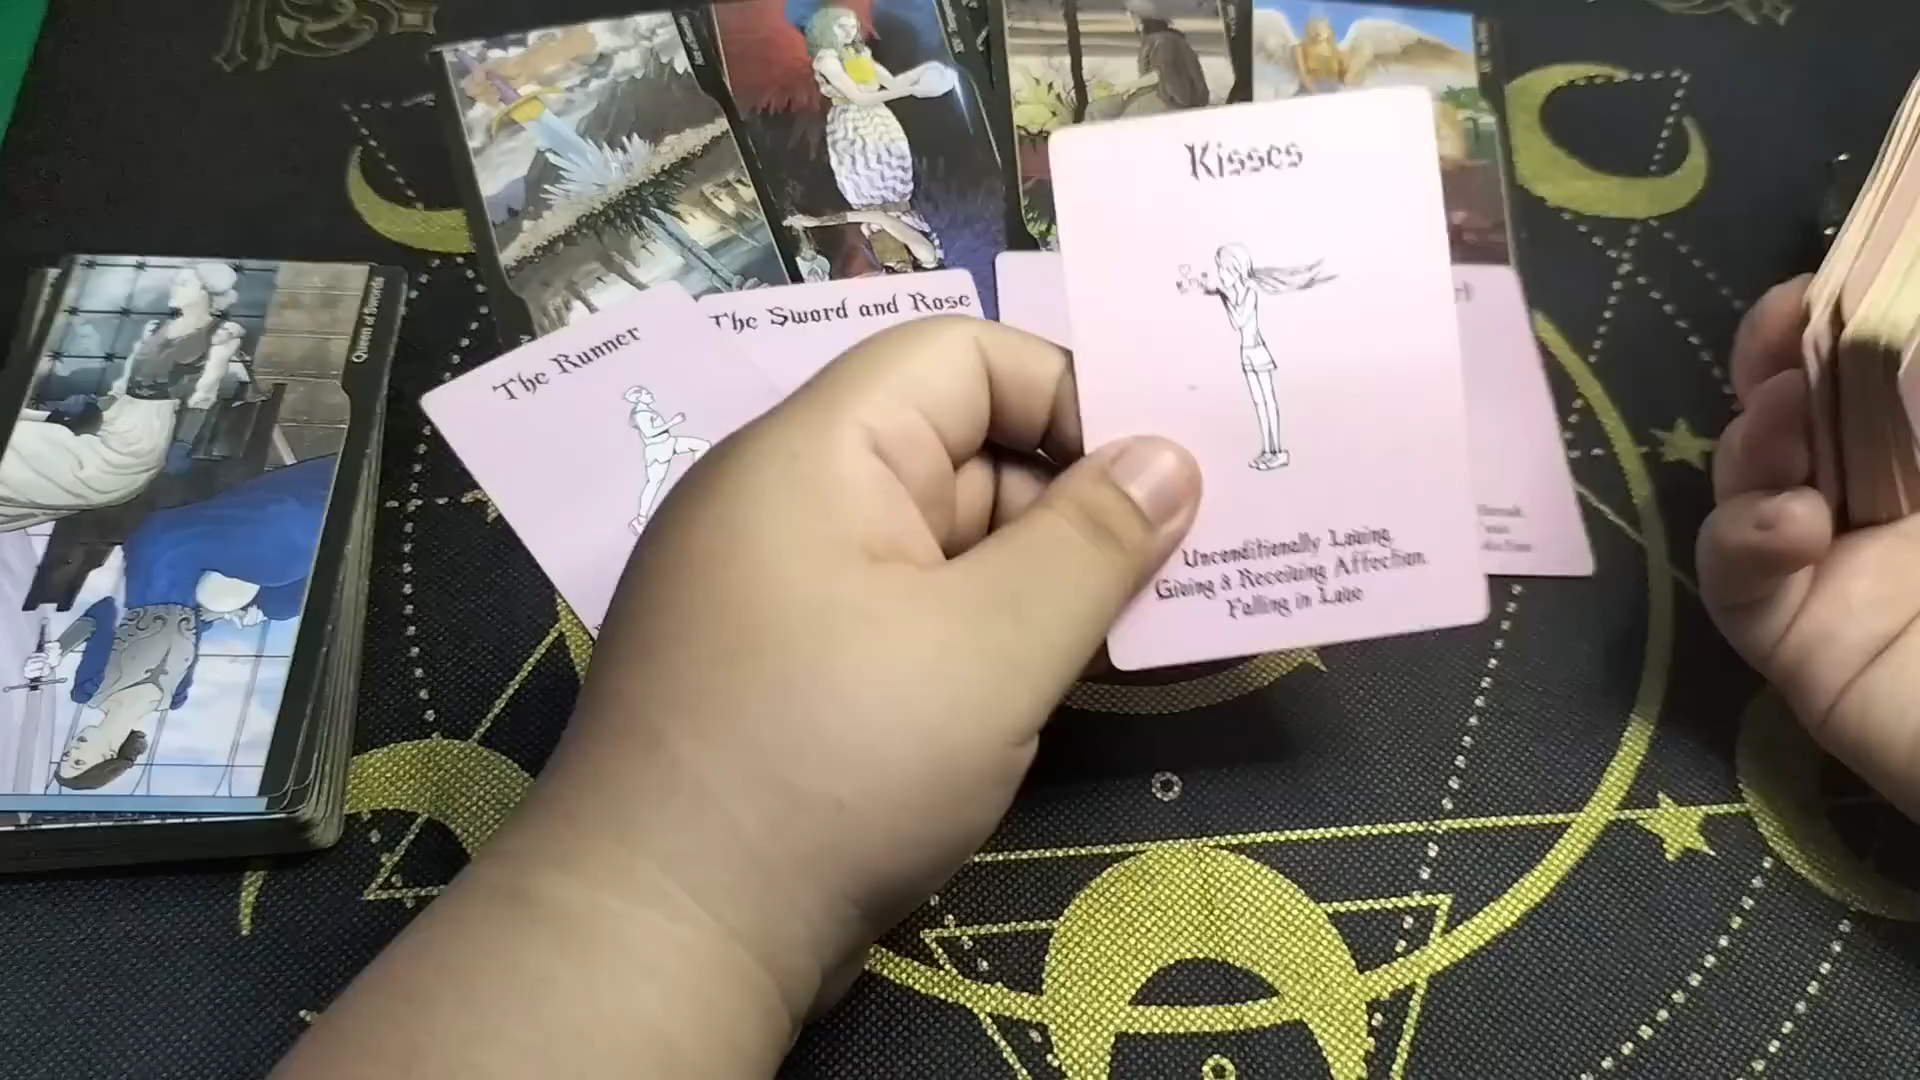 Kisses
The Sword and Rose
The Runner
Queen of Swords
Unconditionally Loving
Giving & Receiving Affection
Falling in Love